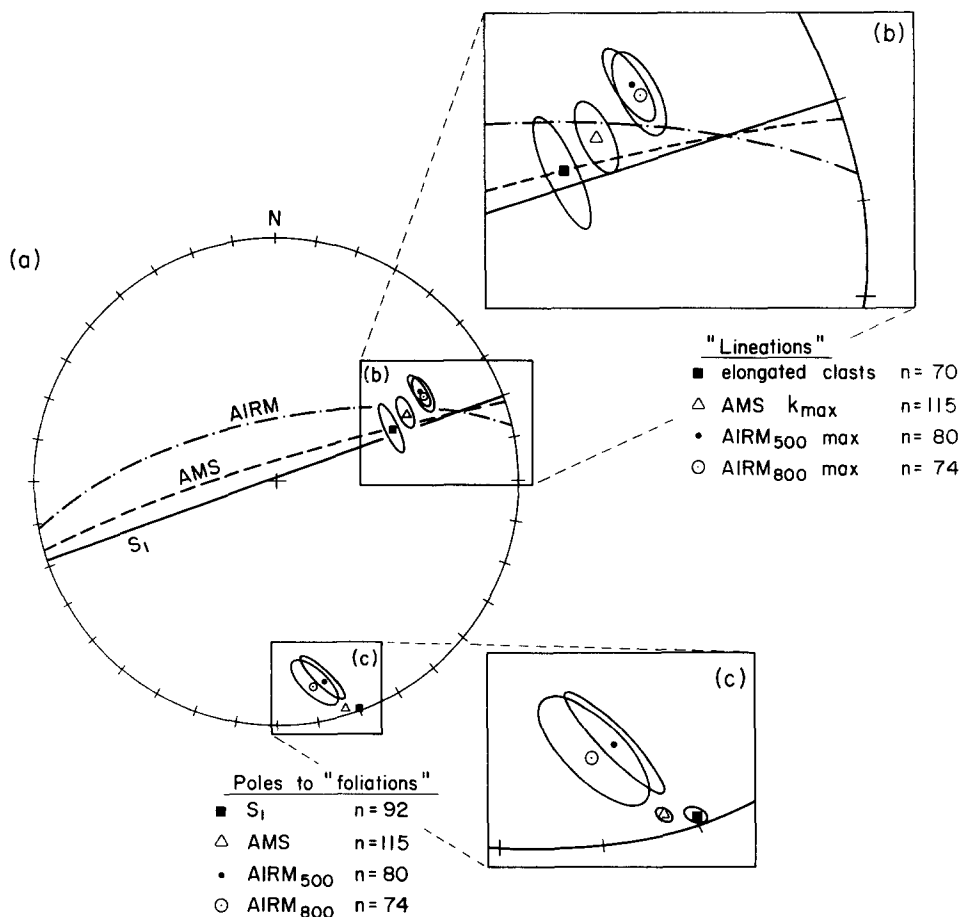 (b)
N
(a)
(b)
AIRM
AMS
S₁
"Lineations"
■ elongated clasts n= 70
△ AMS kmax n=115
• AIRM500 max n= 80
⊙ AIRM800 max n= 74
(c)
(c)
Poles to "foliations"
■ S₁ n=92
△ AMS n=115
• AIRM500 n=80
⊙ AIRM800 n=74